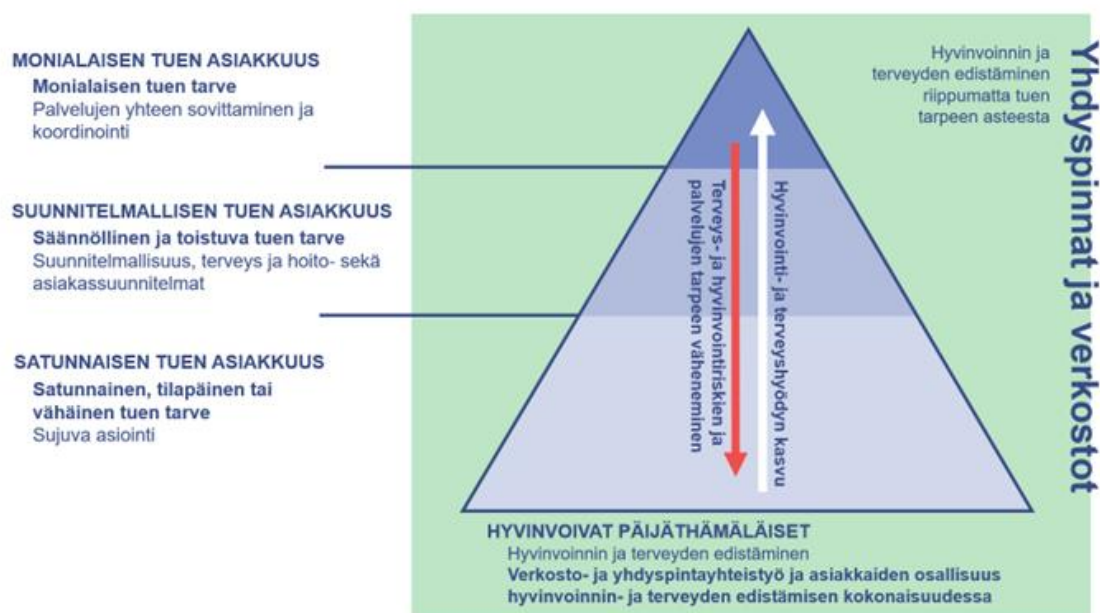 MONIALAISEN TUEN ASIAKKUUS
Monialaisen tuen tarve
Palvelujen yhteen sovittaminen ja
koordinointi
SUUNNITELMALLISEN TUEN ASIAKKUUS
Säännöllinen ja toistuva tuen tarve
Suunnitelmallisuus, terveys ja hoito- sekä
asiakassuunnitelmat
SATUNNAISEN TUEN ASIAKKUUS
Satunnainen, tilapäinen tai
vähäinen tuen tarve
Sujuva asiointi
Terveys- ja hyvinvointiriskien ja
palvelujen tarpeen väheneminen
Hyvinvointi- ja terveyshyödyn kasvu
Hyvinvoinnin ja
terveyden edistäminen
riippumatta tuen
tarpeen asteesta
Yhdyspinnat ja verkostot
HYVINVOIVAT PÄIJÄTHÄMÄLÄISET
Hyvinvoinnin ja terveyden edistäminen
Verkosto- ja yhdyspintayhteistyö ja asiakkaiden osallisuus
hyvinvoinnin- ja terveyden edistämisen kokonaisuudessa